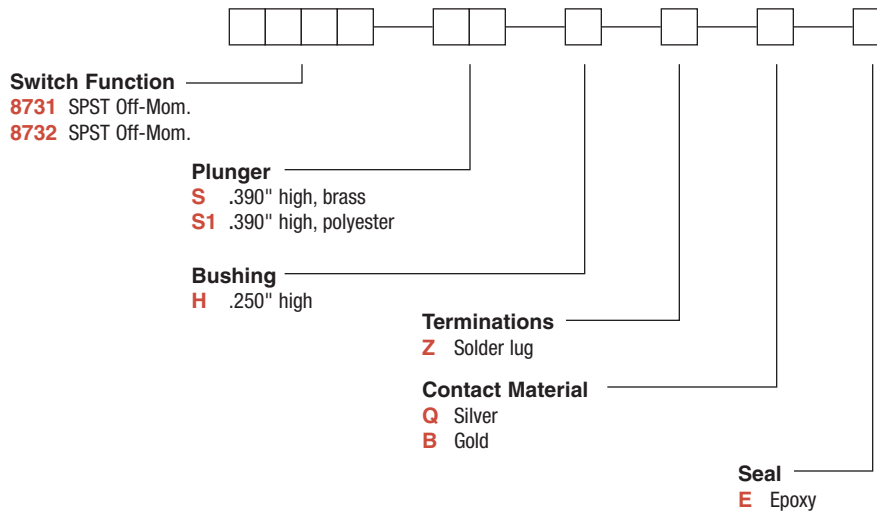 Switch Function
8731 SPST Off-Mom.
8732 SPST Off-Mom.
Plunger
S .390" high, brass
S1 .390" high, polyester
Bushing
H .250" high
Terminations
Z Solder lug
Contact Material
Q Silver
B Gold
Seal
E Epoxy